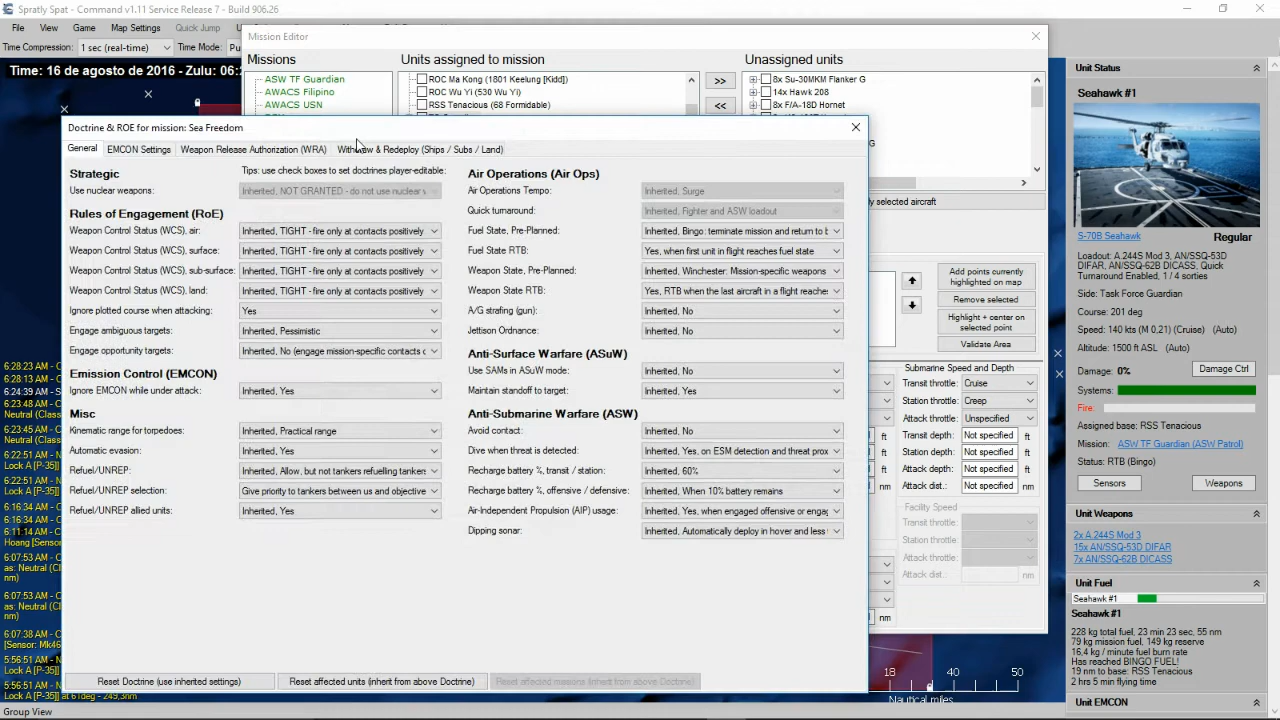 Spratly Spat - Command v1.11 Service Release 7 - Build 906.26
File View Game Map Settings Quick Jump
Time Compression: 1 sec (real-time) Time Mode:
Time: 16 de agosto de 2016 - Zulu:
Mission Editor
Missions
ASW TF Guardian
AWACS Filipino
AWACS USN
Units assigned to mission
ROC Ma Kong (1801 Keelung [Kidd])
ROC Wu Yi (530 Wu Yi)
RSS Tenacious (68 Formidable)
>>
<<
Unassigned units
8x Su-30MKM Flanker G
14x Hawk 208
8x F/A-18D Hornet
G
ly selected aircraft
Add points currently
highlighted on map
Remove selected
Highlight + center on
selected point
Validate Area
Submarine Speed and Depth
Transit throttle: Cruise
Station throttle: Creep
Attack throttle: Unspecified
ft Transit depth: Not specified ft
ft Station depth: Not specified ft
Attack depth: Not specified ft
nm Attack dist.: Not specified nm
Facility Speed
Transit throttle:
Station throttle:
Attack throttle:
Attack dist.: nm
ft
ft
nm
Doctrine & ROE for mission: Sea Freedom
General EMCON Settings Weapon Release Authorization (WRA) Withdraw & Redeploy (Ships / Subs / Land)
Strategic
Tips: use check boxes to set doctrines player-editable:
Use nuclear weapons: Inherited, NOT GRANTED - do not use nuclear
Rules of Engagement (RoE)
Weapon Control Status (WCS), air: Inherited, TIGHT - fire only at contacts positively
Weapon Control Status (WCS), surface: Inherited, TIGHT - fire only at contacts positively
Weapon Control Status (WCS), sub-surface: Inherited, TIGHT - fire only at contacts positively
Weapon Control Status (WCS), land: Inherited, TIGHT - fire only at contacts positively
Ignore plotted course when attacking: Yes
Engage ambiguous targets: Inherited, Pessimistic
Engage opportunity targets: Inherited, No (engage mission-specific contacts
Emission Control (EMCON)
Ignore EMCON while under attack: Inherited, Yes
Misc
Kinematic range for torpedoes: Inherited, Practical range
Automatic evasion: Inherited, Yes
Refuel/UNREP: Inherited, Allow, but not tankers refuelling tankers
Refuel/UNREP selection: Give priority to tankers between us and objective
Refuel/UNREP allied units: Inherited, Yes
Air Operations (Air Ops)
Air Operations Tempo: Inherited, Surge
Quick turnaround: Inherited, Fighter and ASW loadout
Fuel State, Pre-Planned: Inherited, Bingo: terminate mission and return to b
Fuel State RTB: Yes, when first unit in flight reaches fuel state
Weapon State, Pre-Planned: Inherited, Winchester: Mission-specific weapons
Weapon State RTB: Yes, RTB when the last aircraft in a flight reache
A/G strafing (gun): Inherited, No
Jettison Ordnance: Inherited, No
Anti-Surface Warfare (ASuW)
Use SAMs in ASuW mode: Inherited, No
Maintain standoff to target: Inherited, Yes
Anti-Submarine Warfare (ASW)
Avoid contact: Inherited, No
Dive when threat is detected: Inherited, Yes, on ESM detection and threat prox
Recharge battery %, transit / station: Inherited, 60%
Recharge battery %, offensive / defensive: Inherited, When 10% battery remains
Air-Independent Propulsion (AIP) usage: Inherited, Yes, when engaged offensive or engag
Dipping sonar: Inherited, Automatically deploy in hover and less
Reset Doctrine (use inherited settings) Reset affected units (inherit from above Doctrine) Reset affected missions (inherit from above Doctrine)
6:28:23 AM - C
6:28:13 AM - C
6:24:39 AM - S
6:23:48 AM - C
Neutral (Class
6:23:45 AM - C
Neutral (Class
6:22:51 AM - C
Lock A [P-35]]
6:22:51 AM - C
Lock A [P-35]]
6:16:34 AM - C
6:16:34 AM - C
6:11:14 AM - C
Hoang [Sensor
6:07:53 AM - C
as: Neutral (Cl
nm)
6:07:53 AM - C
as: Neutral (Cl
nm)
6:07:38 AM - C
[Sensor: Mk46
5:56:51 AM - C
Lock A [P-35]]
5:56:51 AM - C
Lock A [P-35]] at 61deg - 249,3nm
18 40 50
Nautical miles
Group View
Unit Status
Seahawk #1
S-70B Seahawk Regular
Loadout: A.244S Mod 3, AN/SSQ-53D
DIFAR, AN/SSQ-62B DICASS, Quick
Turnaround Enabled, 1 / 4 sorties
Side: Task Force Guardian
Course: 201 deg
Speed: 140 kts (M 0,21) (Cruise) (Auto)
Altitude: 1500 ft ASL (Auto)
Damage: 0% Damage Ctrl
Systems:
Fire:
Assigned base: RSS Tenacious
Mission: ASW TF Guardian (ASW Patrol)
Status: RTB (Bingo)
Sensors Weapons
Unit Weapons
2x A.244S Mod 3
15x AN/SSQ-53D DIFAR
7x AN/SSQ-62B DICASS
Unit Fuel
Seahawk #1
Seahawk #1
228 kg total fuel, 23 min 23 sec, 55 nm
79 kg mission fuel, 149 kg reserve
16,4 kg / minute fuel burn rate
Has reached BINGO FUEL!
19 nm to base: RSS Tenacious
2 hrs 5 min flying time
Unit EMCON